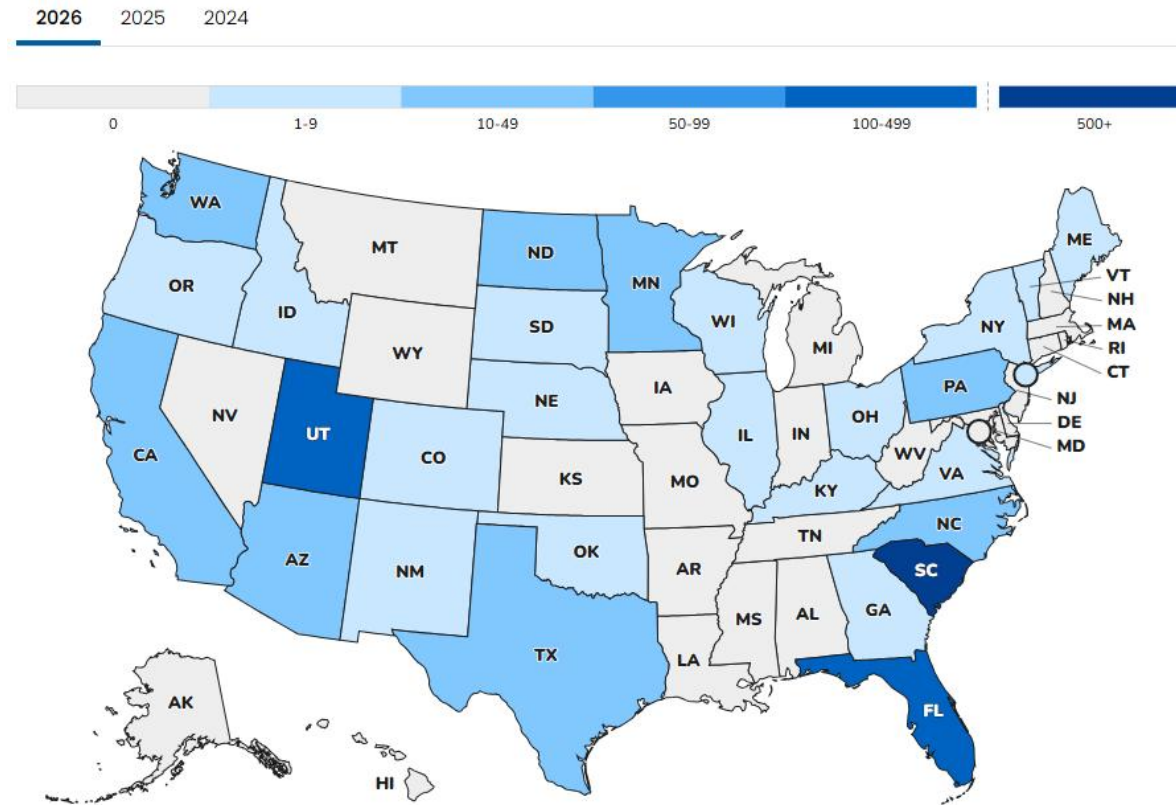 2026 2025 2024
0 1-9 10-49 50-99 100-499 500+
WA
MT
ND
MN
ME
VT
OR
ID
SD
WI
NY
NH
MA
WY
MI
RI
CT
NV
UT
NE
IA
PA
NJ
DE
MD
CA
CO
KS
MO
IL
IN
OH
WV
VA
KY
AZ
NM
OK
AR
TN
NC
SC
TX
LA
MS
AL
GA
FL
AK
HI